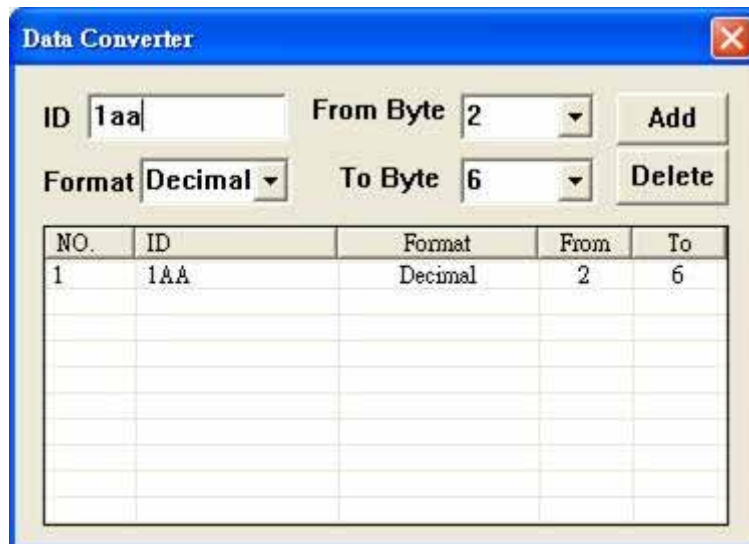 Data Converter
ID 1aa From Byte 2 Add
Format Decimal To Byte 6 Delete
NO. ID Format From To
1 1AA Decimal 2 6